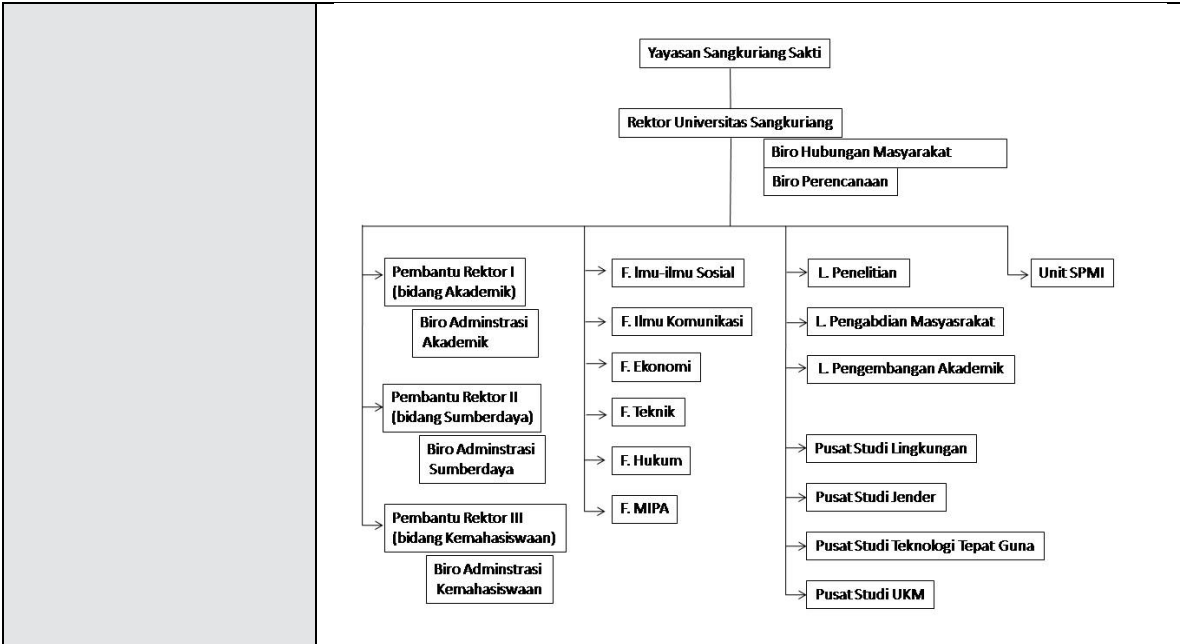 Yayasan Sangkuriang Sakti
Rektor Universitas Sangkuriang
Biro Hubungan Masyarakat
Biro Perencanaan
Pembantu Rektor I
(bidang Akademik)
Biro Adminstrasi
Akademik
Pembantu Rektor II
(bidang Sumberdaya)
Biro Adminstrasi
Sumberdaya
Pembantu Rektor III
(bidang Kemahasiswaan)
Biro Adminstrasi
Kemahasiswaan
F. Imu-ilmu Sosial
F. Ilmu Komunikasi
F. Ekonomi
F. Teknik
F. Hukum
F. MIPA
L. Penelitian
L. Pengabdian Masyasrakat
L. Pengembangan Akademik
Pusat Studi Lingkungan
Pusat Studi Jender
Pusat Studi Teknologi Tepat Guna
Pusat Studi UKM
Unit SPMI